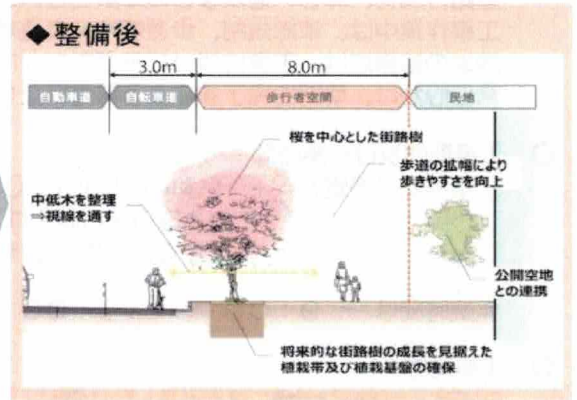 ◆整備後
3.0m
8.0m
自動車道
自転車道
歩行者空間
民地
桜を中心とした街路樹
歩道の拡幅により
歩きやすさを向上
中低木を整理
⇒視線を通す
公開空地
との連携
将来的な街路樹の成長を見据えた
植栽帯及び植栽基盤の確保